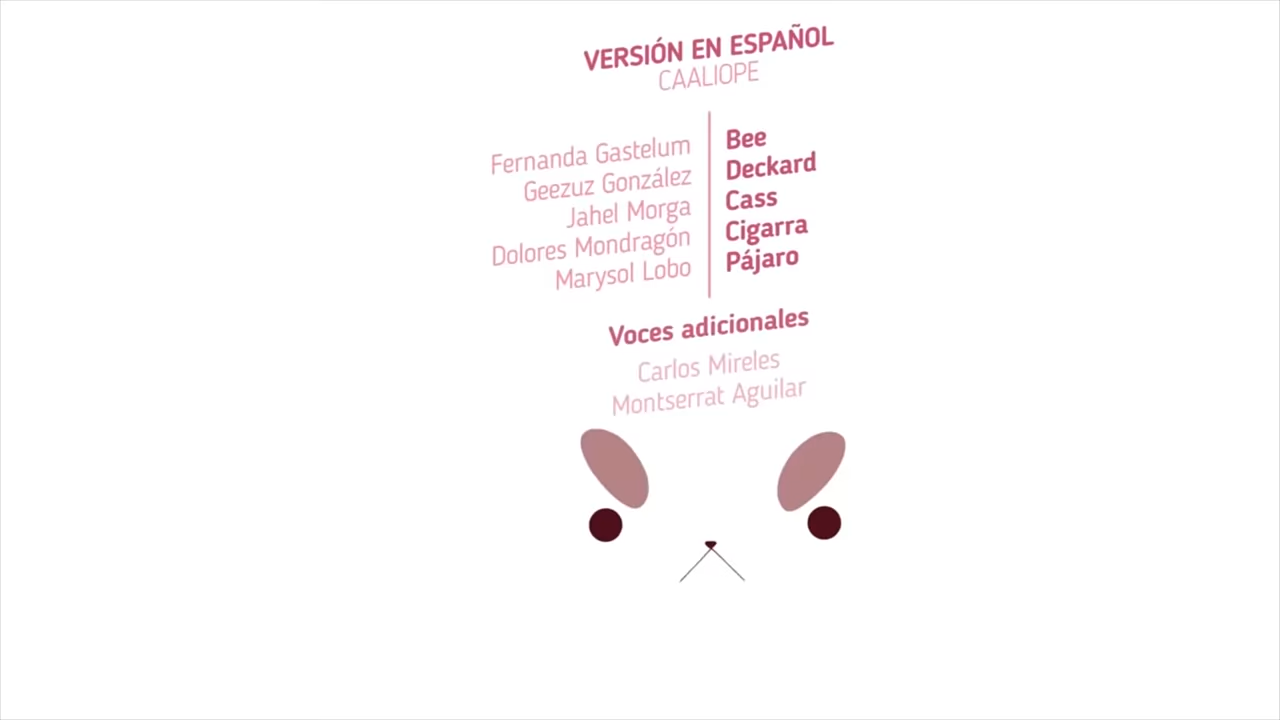 VERSIÓN EN ESPAÑOL
CAALIOPE
Fernanda Gastelum Bee
Geezuz González Deckard
Jahel Morga Cass
Dolores Mondragón Cigarra
Marysol Lobo Pájaro
Voces adicionales
Carlos Mireles
Montserrat Aguilar